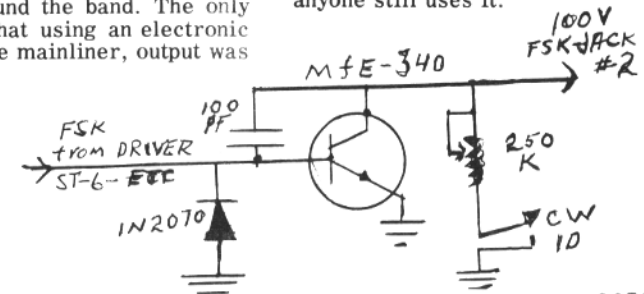 und the band. The only
hat using an electronic
e mainliner, output was
anyone still uses it.
100V
FSK JACK
#2
MfE-340
100
PF
FSK
from DRIVER
ST-6-
250
K
1N2070
CW
ID